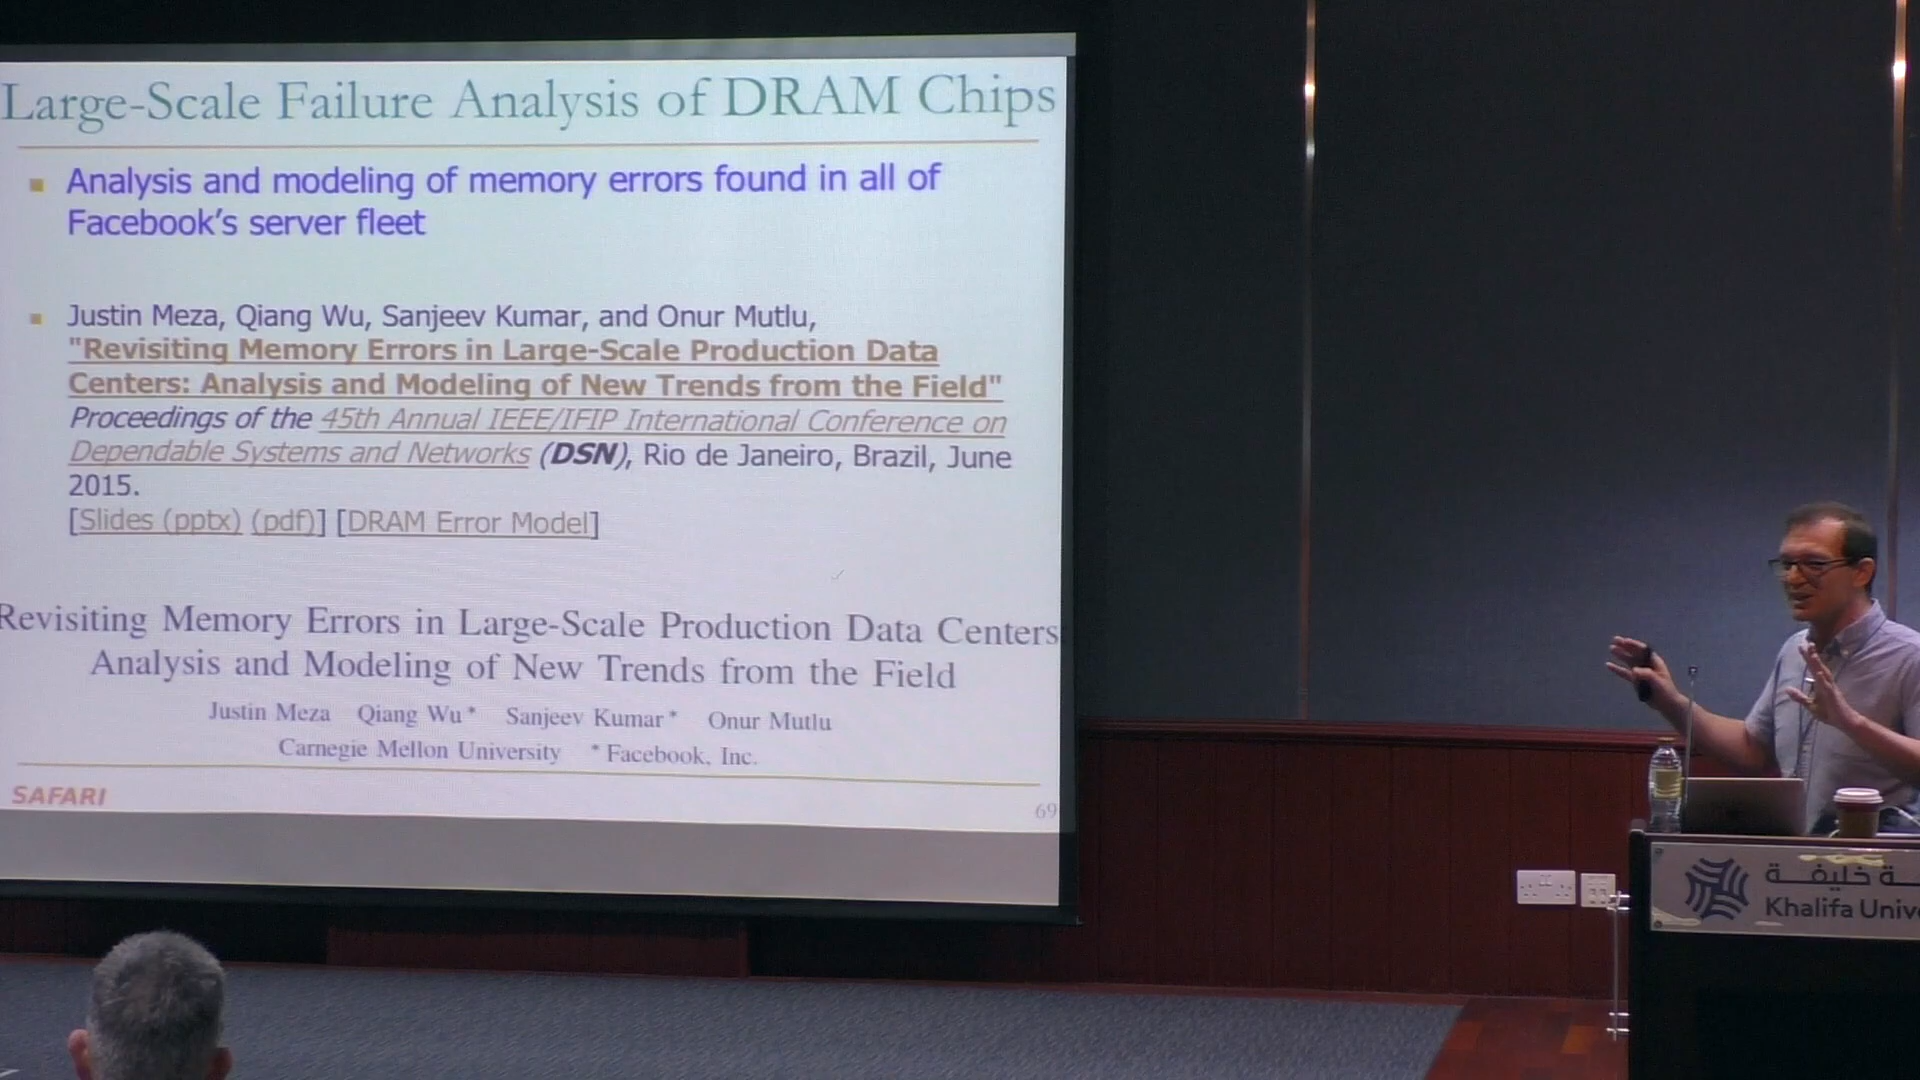 Large-Scale Failure Analysis of DRAM Chips
Analysis and modeling of memory errors found in all of
Facebook's server fleet
Justin Meza, Qiang Wu, Sanjeev Kumar, and Onur Mutlu,
"Revisiting Memory Errors in Large-Scale Production Data
Centers: Analysis and Modeling of New Trends from the Field"
Proceedings of the 45th Annual IEEE/IFIP International Conference on
Dependable Systems and Networks (DSN), Rio de Janeiro, Brazil, June
2015.
[Slides (pptx) (pdf)] [DRAM Error Model]
Revisiting Memory Errors in Large-Scale Production Data Centers
Analysis and Modeling of New Trends from the Field
Justin Meza Qiang Wu* Sanjeev Kumar* Onur Mutlu
Carnegie Mellon University *Facebook, Inc.
SAFARI
69
خليفة
Khalifa